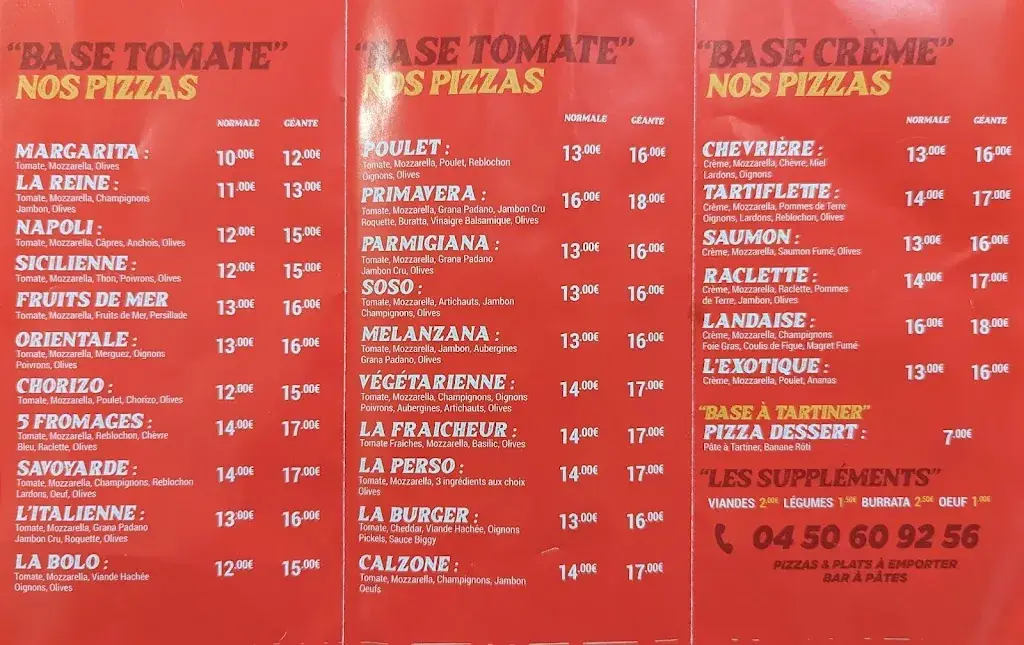 "BASE TOMATE"
NOS PIZZAS
NORMALE GÉANTE
MARGARITA : 10.00€ 12.00€
Tomate, Mozzarella, Olives
LA REINE : 11.00€ 13.00€
Tomate, Mozzarella, Champignons
Jambon, Olives
NAPOLI : 12.00€ 15.00€
Tomate, Mozzarella, Câpres, Anchois, Olives
SICILIENNE : 12.00€ 15.00€
Tomate, Mozzarella, Thon, Poivrons, Olives
FRUITS DE MER 13.00€ 16.00€
Tomate, Mozzarella, Fruits de Mer, Persillade
ORIENTALE : 13.00€ 16.00€
Tomate, Mozzarella, Merguez, Oignons
Poivrons, Olives
CHORIZO : 12.00€ 15.00€
Tomate, Mozzarella, Poulet, Chorizo, Olives
5 FROMAGES : 14.00€ 17.00€
Tomate, Mozzarella, Reblochon, Chèvre
Bleu, Raclette, Olives
SAVOYARDE : 14.00€ 17.00€
Tomate, Mozzarella, Champignons, Reblochon
Lardons, Oeuf, Olives
L'ITALIENNE : 13.00€ 16.00€
Tomate, Mozzarella, Grana Padano
Jambon Cru, Roquette, Olives
LA BOLO : 12.00€ 15.00€
Tomate, Mozzarella, Viande Hachée
Oignons, Olives
"BASE TOMATE"
NOS PIZZAS
NORMALE GÉANTE
POULET : 13.00€ 16.00€
Tomate, Mozzarella, Poulet, Reblochon
Oignons, Olives
PRIMAVERA : 16.00€ 18.00€
Tomate, Mozzarella, Grana Padano, Jambon Cru
Roquette, Buratta, Vinaigre Balsamique, Olives
PARMIGIANA : 13.00€ 16.00€
Tomate, Mozzarella, Grana Padano
Jambon Cru, Olives
SOSO : 13.00€ 16.00€
Tomate, Mozzarella, Artichauts, Jambon
Champignons, Olives
MELANZANA : 13.00€ 16.00€
Tomate, Mozzarella, Jambon, Aubergines
Grana Padano, Olives
VÉGÉTARIENNE : 14.00€ 17.00€
Tomate, Mozzarella, Champignons, Oignons
Poivrons, Aubergines, Artichauts, Olives
LA FRAICHEUR : 14.00€ 17.00€
Tomate Fraiches, Mozzarella, Basilic, Olives
LA PERSO : 14.00€ 17.00€
Tomate, Mozzarella, 3 ingrédients aux choix
Olives
LA BURGER : 13.00€ 16.00€
Tomate, Cheddar, Viande Hachée, Oignons
Pickels, Sauce Biggy
CALZONE : 14.00€ 17.00€
Tomate, Mozzarella, Champignons, Jambon
Oeufs
"BASE CRÈME"
NOS PIZZAS
NORMALE GÉANTE
CHEVRIÈRE : 13.00€ 16.00€
Crème, Mozzarella, Chèvre, Miel
Lardons, Oignons
TARTIFLETTE : 14.00€ 17.00€
Crème, Mozzarella, Pommes de Terre
Oignons, Lardons, Reblochon, Olives
SAUMON : 13.00€ 16.00€
Crème, Mozzarella, Saumon Fumé, Olives
RACLETTE : 14.00€ 17.00€
Crème, Mozzarella, Raclette, Pommes
de Terre, Jambon, Olives
LANDAISE : 16.00€ 18.00€
Crème, Mozzarella, Champignons
Foie Gras, Coulis de Figue, Magret Fumé
L'EXOTIQUE : 13.00€ 16.00€
Crème, Mozzarella, Poulet, Ananas
"BASE À TARTINER"
PIZZA DESSERT : 7.00€
Pâte à Tartiner, Banane Rôti
"LES SUPPLÉMENTS"
VIANDES 2.00€ LÉGUMES 1.50€ BURRATA 2.50€ OEUF 1.00€
04 50 60 92 56
PIZZAS & PLATS À EMPORTER
BAR À PÂTES